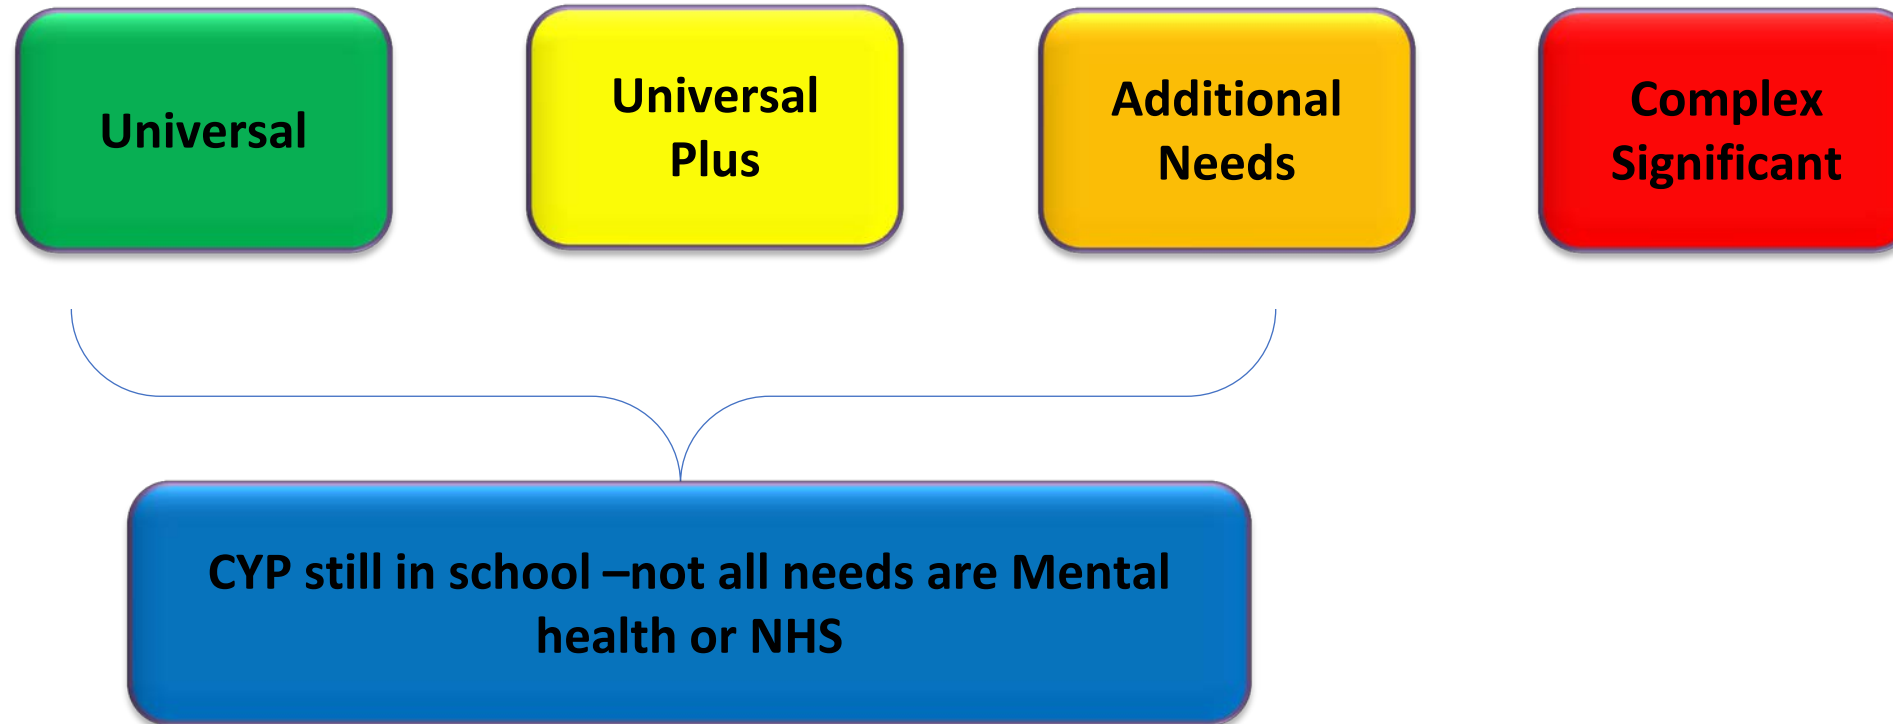 Universal
Universal
Plus
Additional
Needs
Complex
Significant
CYP still in school –not all needs are Mental
health or NHS